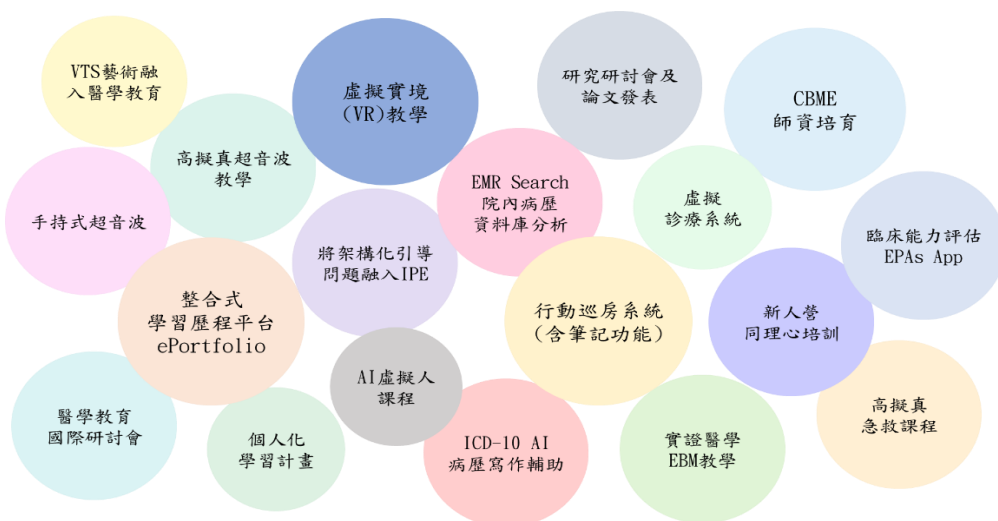 VTS藝術融
入醫學教育
虛擬實境
(VR)教學
研究研討會及
論文發表
CBME
師資培育
高擬真超音波
教學
手持式超音波
EMR Search
院內病歷
資料庫分析
虛擬
診療系統
將架構化引導
問題融入IPE
臨床能力評估
EPAs App
整合式
學習歷程平台
ePortfolio
行動巡房系統
(含筆記功能)
新人營
同理心培訓
AI虛擬人
課程
醫學教育
國際研討會
個人化
學習計畫
ICD-10 AI
病歷寫作輔助
實證醫學
EBM教學
高擬真
急救課程